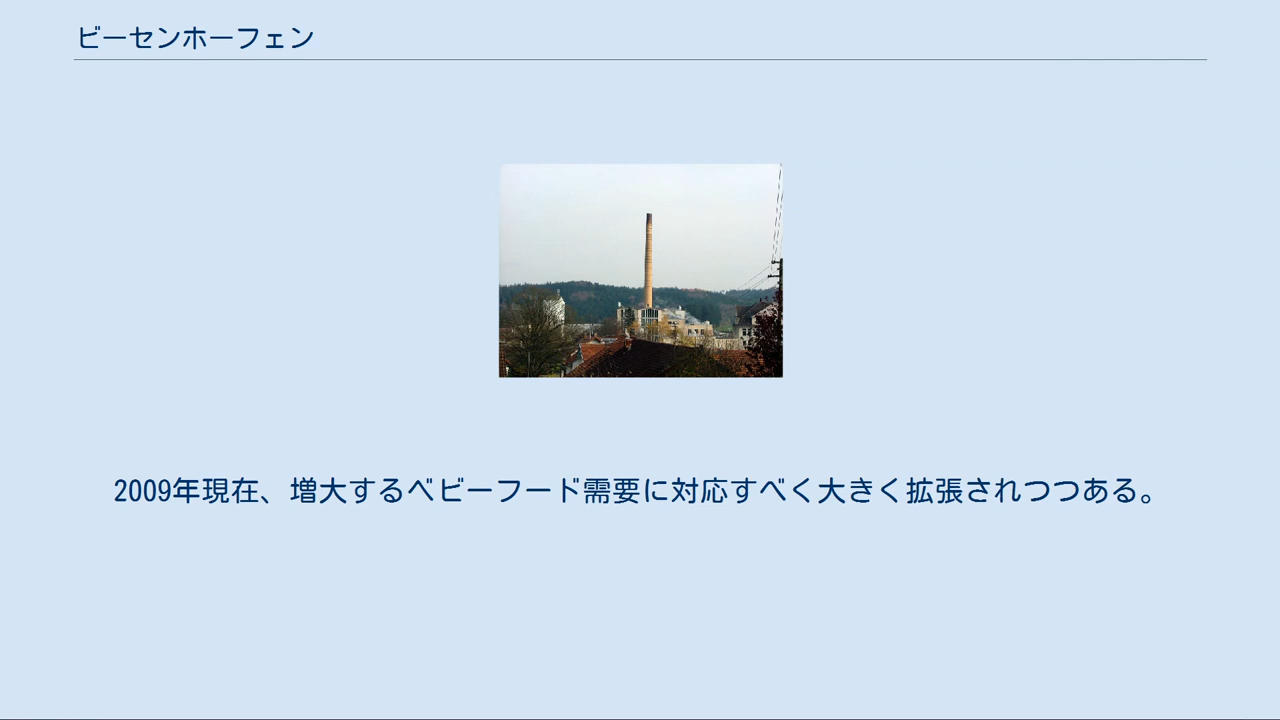 ビーセンホーフェン
2009年現在、増大するベビーフード需要に対応すべく大きく拡張されつつある。